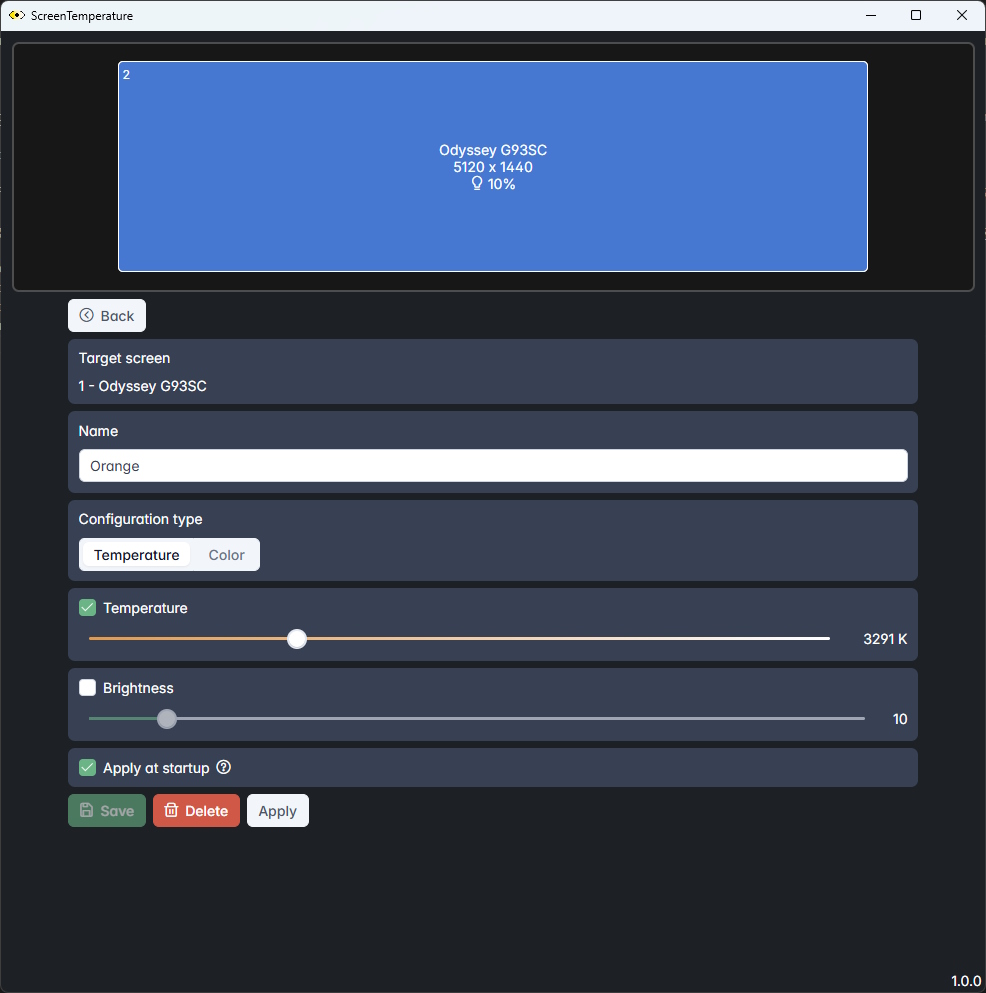 ScreenTemperature
2
Odyssey G93SC
5120 x 1440
10%
Back
Target screen
1 - Odyssey G93SC
Name
Orange
Configuration type
Temperature Color
Temperature
3291 K
Brightness
10
Apply at startup
Save Delete Apply
1.0.0